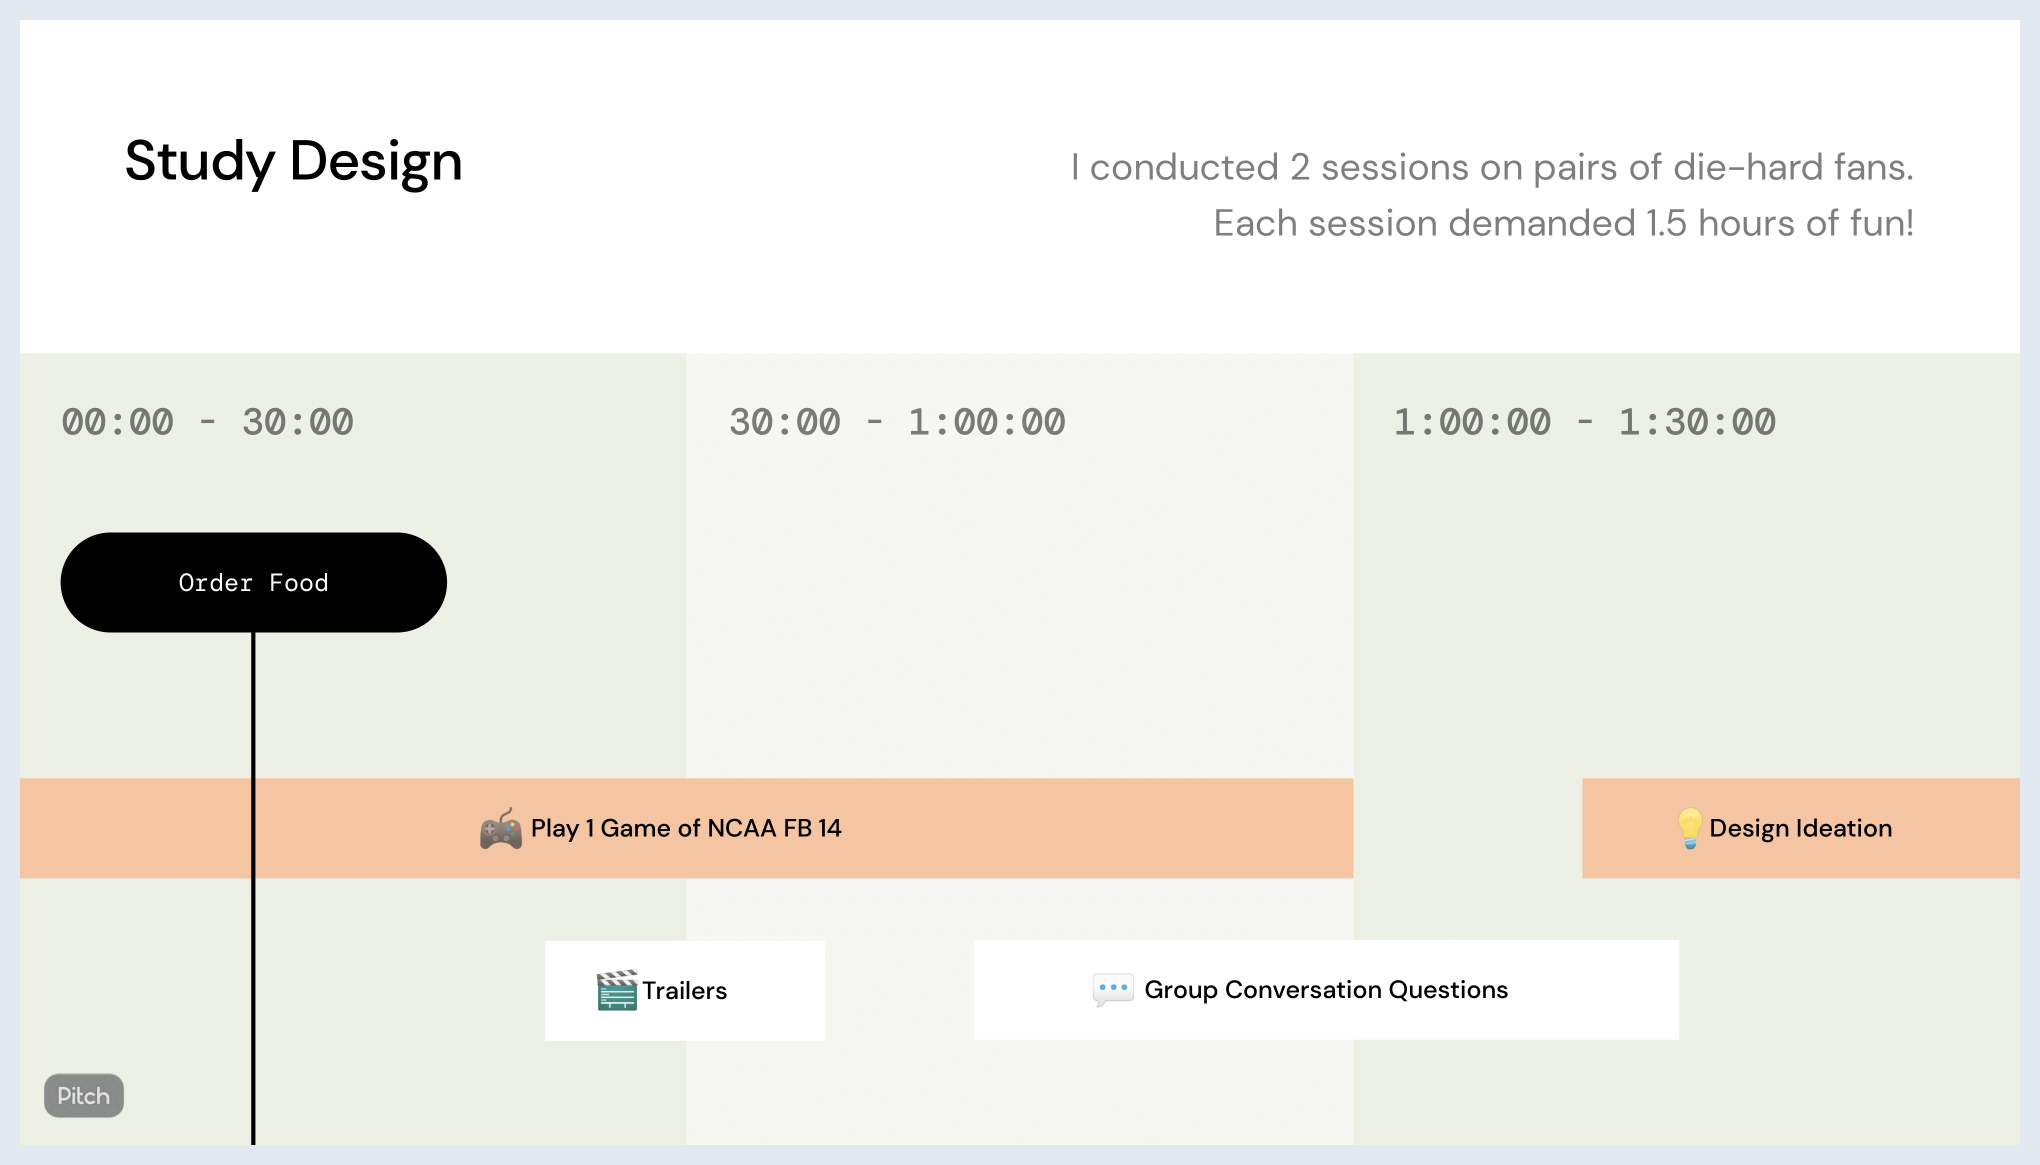 Study Design
I conducted 2 sessions on pairs of die-hard fans.
Each session demanded 1.5 hours of fun!
00:00 - 30:00
30:00 - 1:00:00
1:00:00 - 1:30:00
Order Food
Play 1 Game of NCAA FB 14
Design Ideation
Trailers
Group Conversation Questions
Pitch